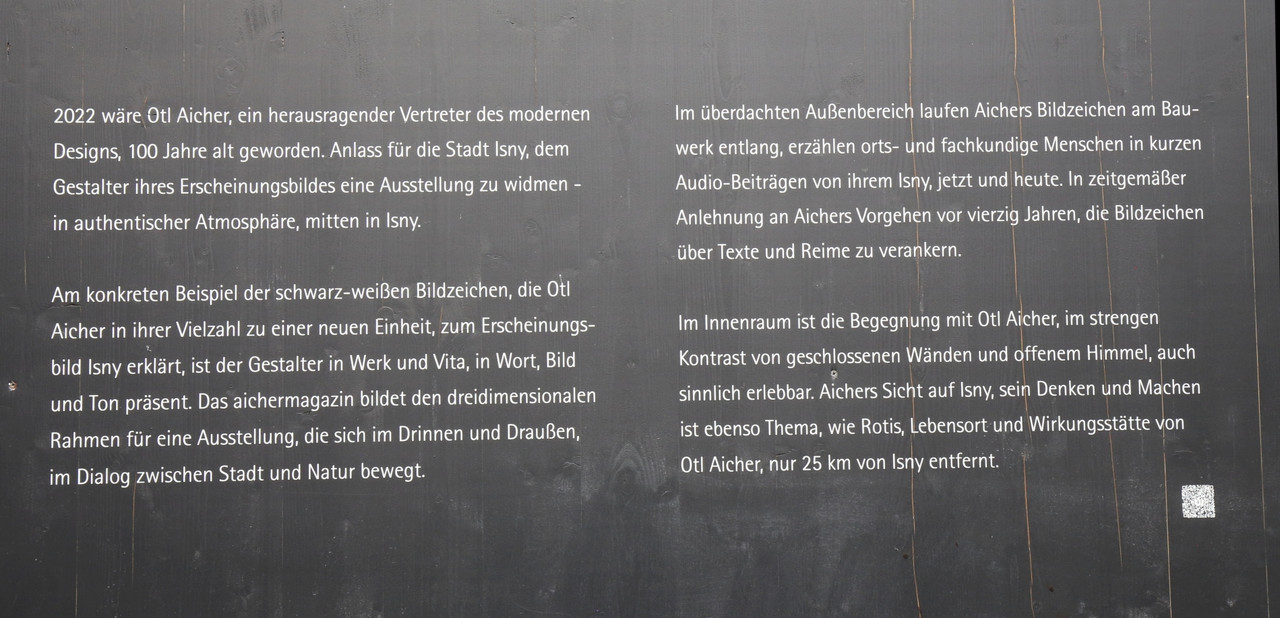 2022 wäre Otl Aicher, ein herausragender Vertreter des modernen
Designs, 100 Jahre alt geworden. Anlass für die Stadt Isny, dem
Gestalter ihres Erscheinungsbildes eine Ausstellung zu widmen -
in authentischer Atmosphäre, mitten in Isny.
Am konkreten Beispiel der schwarz-weißen Bildzeichen, die Otl
Aicher in ihrer Vielzahl zu einer neuen Einheit, zum Erscheinungs-
bild Isny erklärt, ist der Gestalter in Werk und Vita, in Wort, Bild
und Ton präsent. Das aichermagazin bildet den dreidimensionalen
Rahmen für eine Ausstellung, die sich im Drinnen und Draußen,
im Dialog zwischen Stadt und Natur bewegt.
Im überdachten Außenbereich laufen Aichers Bildzeichen am Bau-
werk entlang, erzählen orts- und fachkundige Menschen in kurzen
Audio-Beiträgen von ihrem Isny, jetzt und heute. In zeitgemäßer
Anlehnung an Aichers Vorgehen vor vierzig Jahren, die Bildzeichen
über Texte und Reime zu verankern.
Im Innenraum ist die Begegnung mit Otl Aicher, im strengen
Kontrast von geschlossenen Wänden und offenem Himmel, auch
sinnlich erlebbar. Aichers Sicht auf Isny, sein Denken und Machen
ist ebenso Thema, wie Rotis, Lebensort und Wirkungsstätte von
Otl Aicher, nur 25 km von Isny entfernt.